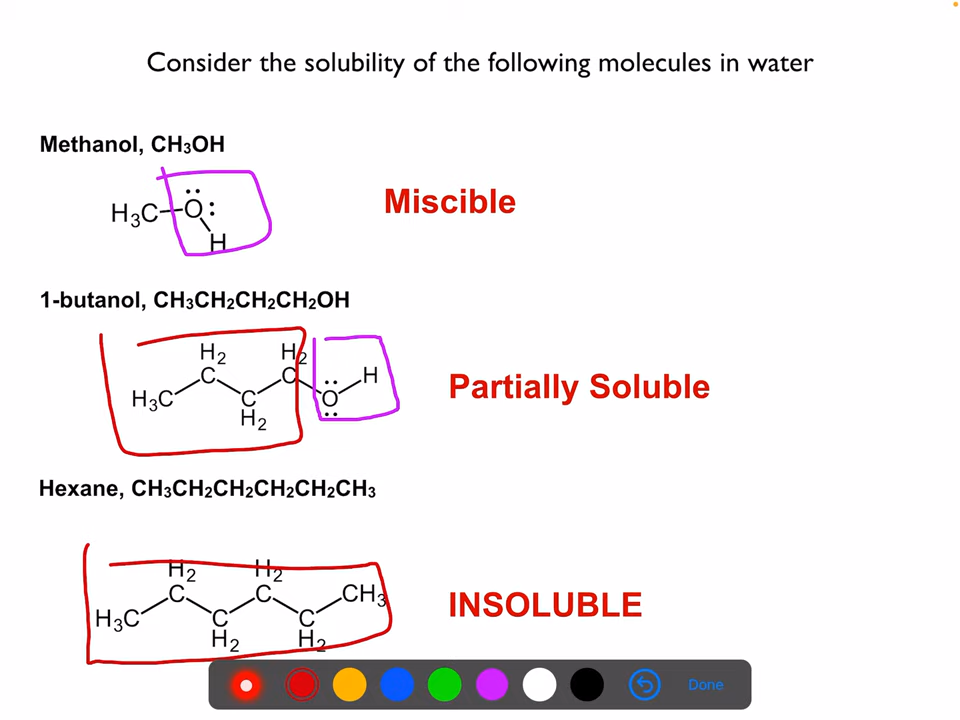 Consider the solubility of the following molecules in water
Methanol, CH₃OH
H₃C O H
Miscible
1-butanol, CH₃CH₂CH₂CH₂OH
H₂ H₂
C C H
H₃C C O
H₂
Partially Soluble
Hexane, CH₃CH₂CH₂CH₂CH₂CH₃
H₂ H₂
C C CH₃
H₃C C C
H₂ H₂
INSOLUBLE
Done